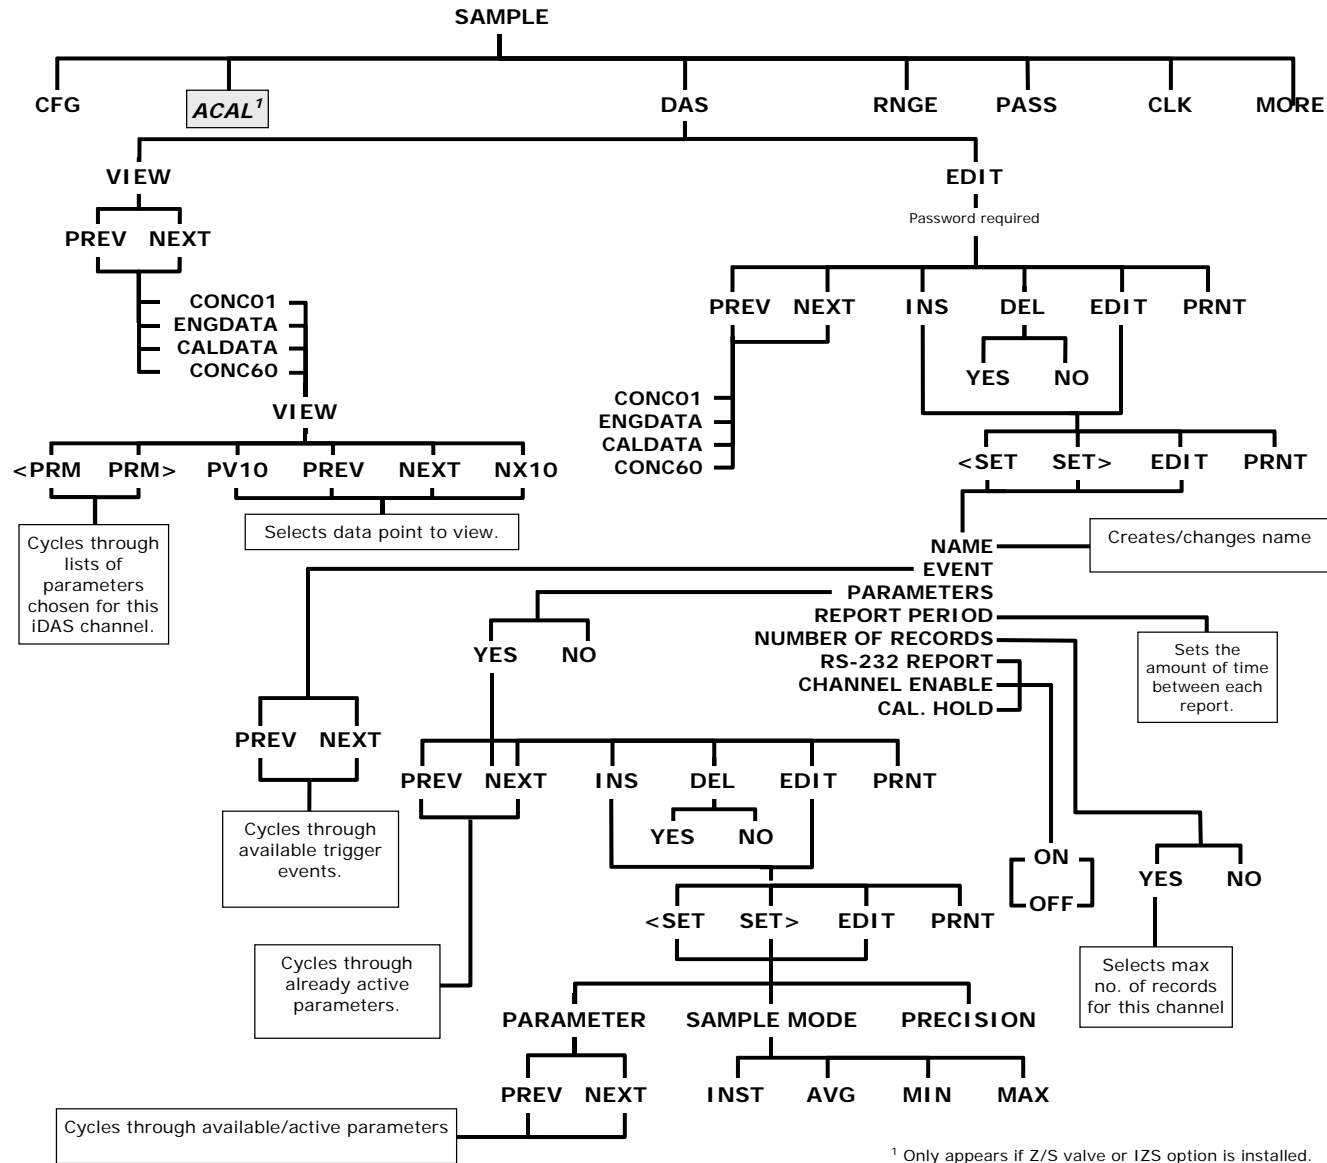 SAMPLE
CFG ACAL¹ DAS RNGE PASS CLK MORE
VIEW EDIT
Password required
PREV NEXT
PREV NEXT INS DEL EDIT PRNT
CONC01
ENGDATA
CALDATA
CONC60
YES NO
VIEW
CONC01
ENGDATA
CALDATA
CONC60
<PRM PRM> PV10 PREV NEXT NX10
<SET SET> EDIT PRNT
Cycles through
lists of
parameters
chosen for this
iDAS channel.
Selects data point to view.
NAME
Creates/changes name
EVENT
PARAMETERS
REPORT PERIOD
NUMBER OF RECORDS
RS-232 REPORT
CHANNEL ENABLE
CAL. HOLD
Sets the
amount of time
between each
report.
YES NO
PREV NEXT
PREV NEXT INS DEL EDIT PRNT
Cycles through
available trigger
events.
YES NO
ON
OFF
YES NO
<SET SET> EDIT PRNT
Cycles through
already active
parameters.
Selects max
no. of records
for this channel
PARAMETER SAMPLE MODE PRECISION
PREV NEXT INST AVG MIN MAX
Cycles through available/active parameters
¹ Only appears if Z/S valve or IZS option is installed.